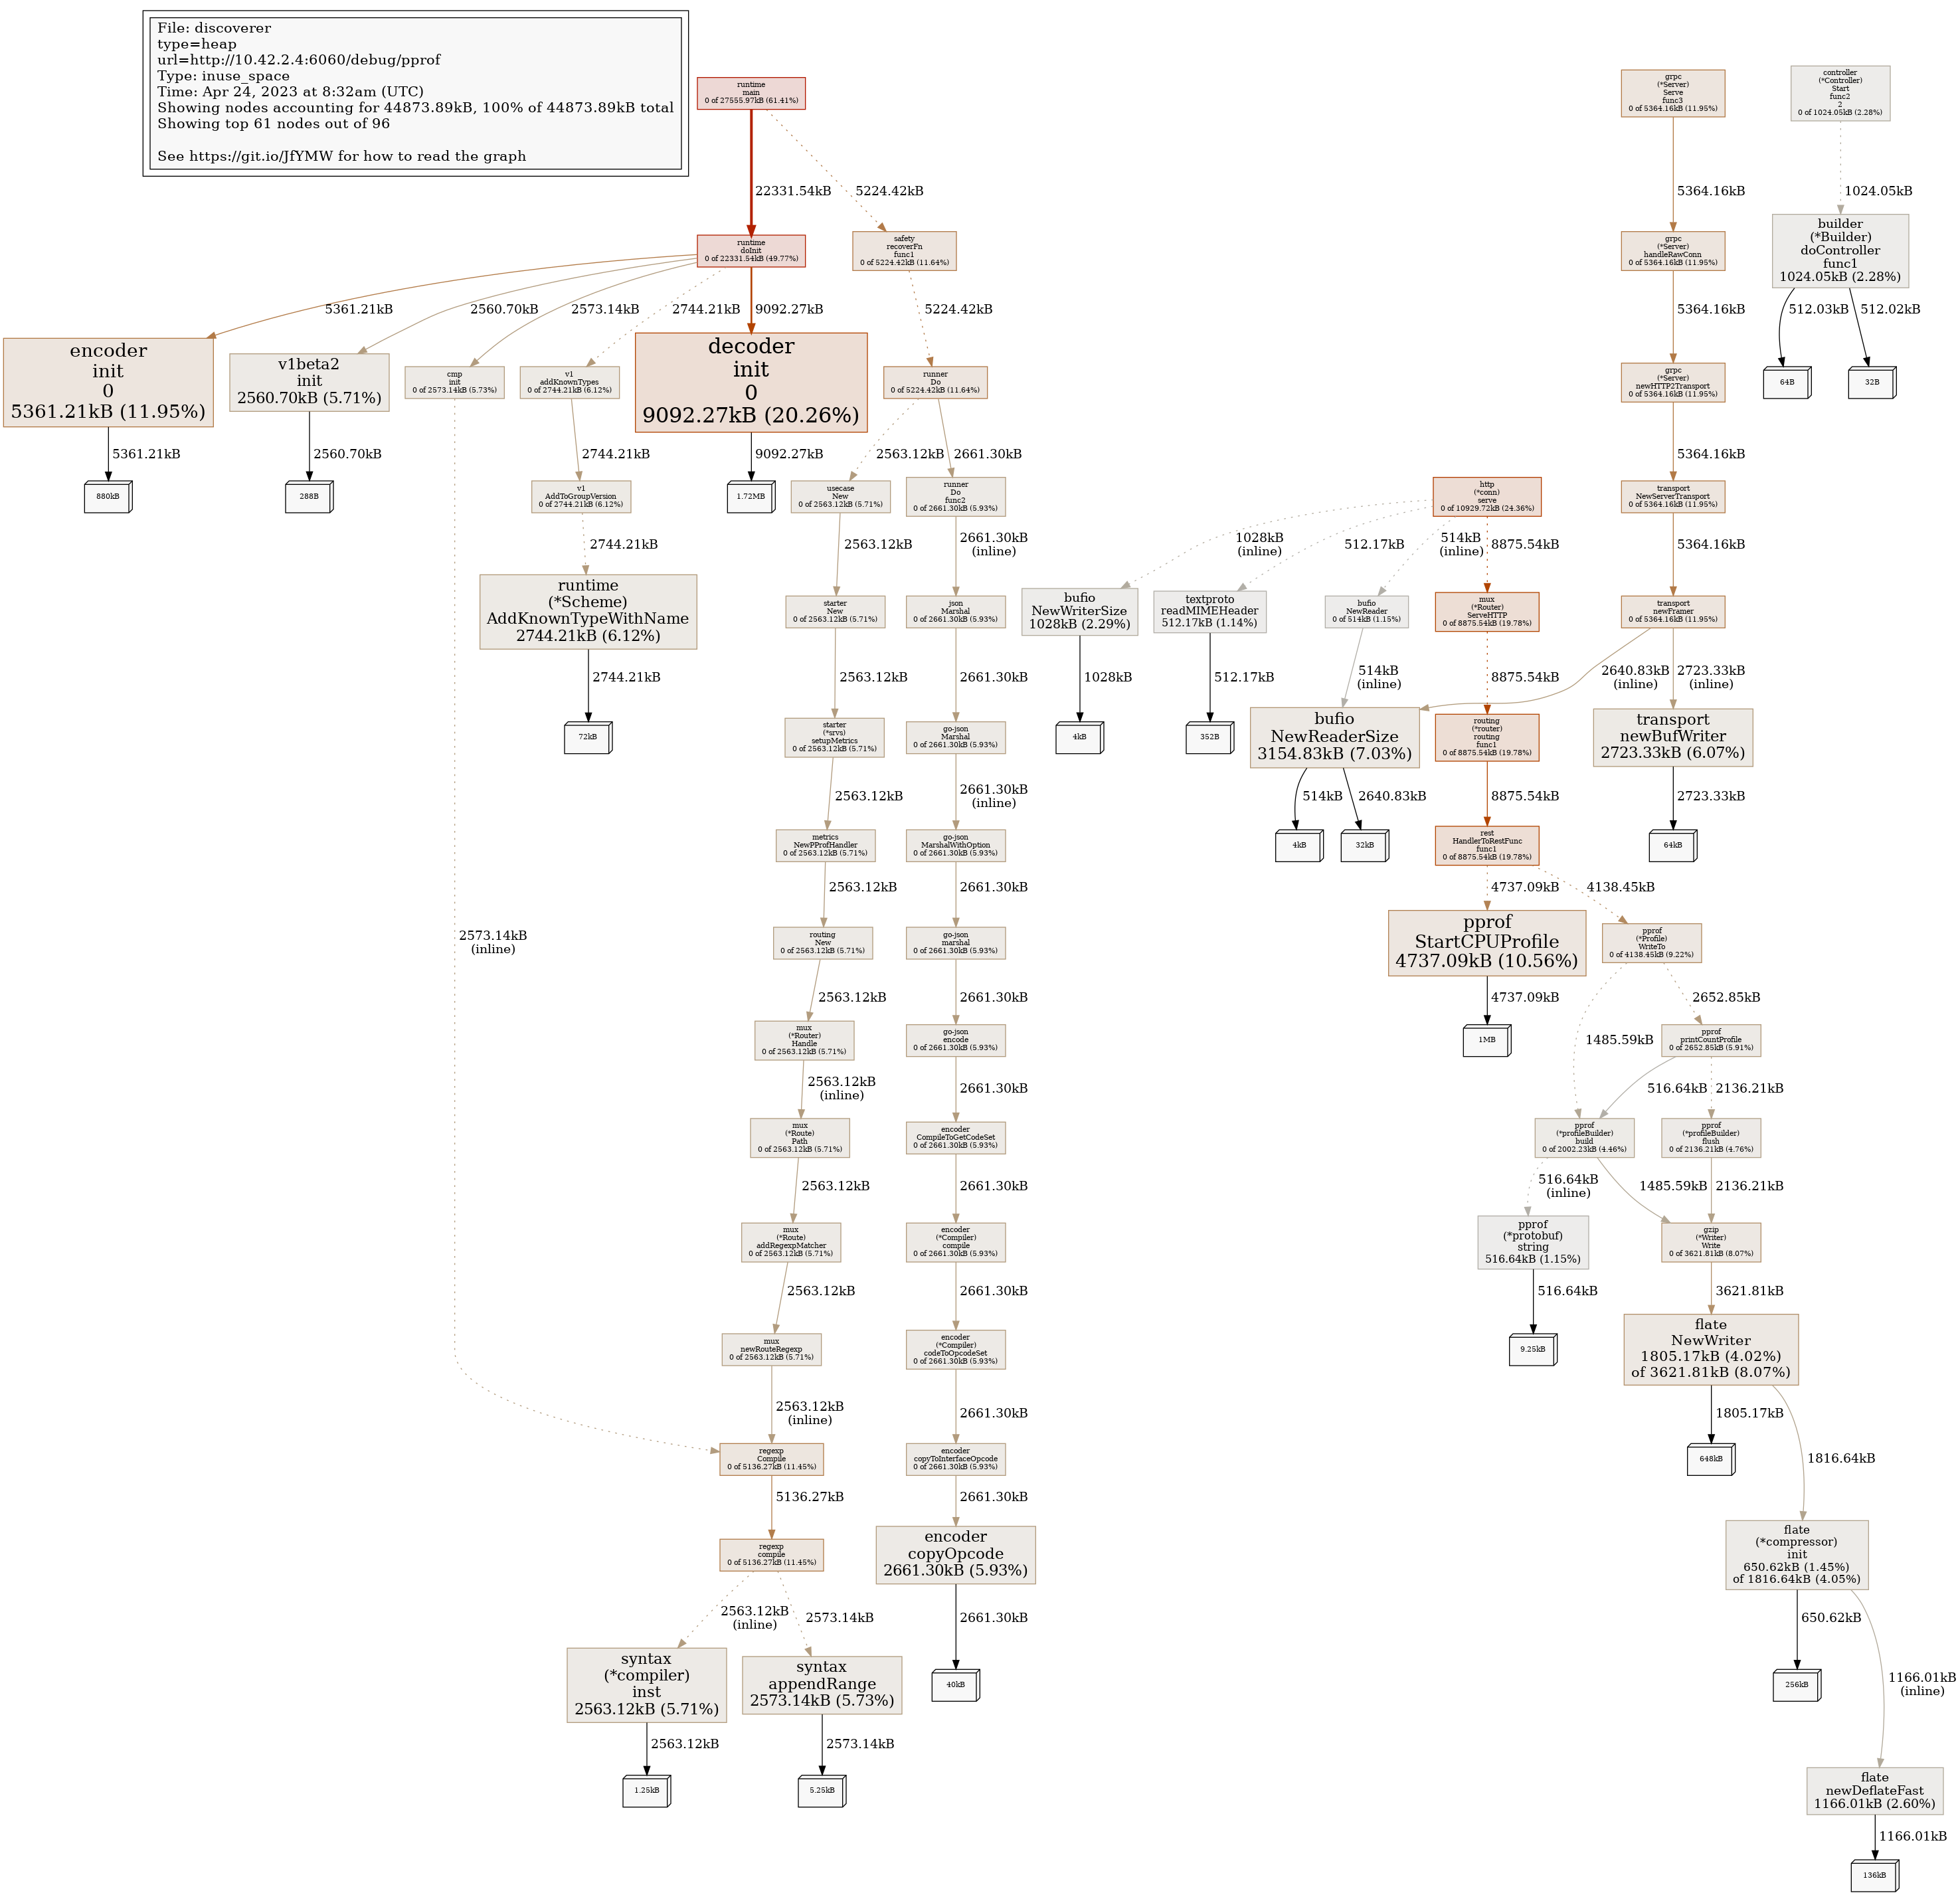 File: discoverer
type=heap
url=http://10.42.2.4:6060/debug/pprof
Type: inuse_space
Time: Apr 24, 2023 at 8:32am (UTC)
Showing nodes accounting for 44873.89kB, 100% of 44873.89kB total
Showing top 61 nodes out of 96
See https://git.io/JfYMW for how to read the graph
runtime
main
0 of 27555.97kB (61.41%)
grpc
(*Server)
Serve
func3
0 of 5364.16kB (11.95%)
controller
(*Controller)
Start
func2
2
0 of 1024.05kB (2.28%)
22331.54kB
5224.42kB
5364.16kB
1024.05kB
runtime
doInit
0 of 22331.54kB (49.77%)
safety
recoverFn
func1
0 of 5224.42kB (11.64%)
grpc
(*Server)
handleRawConn
0 of 5364.16kB (11.95%)
builder
(*Builder)
doController
func1
1024.05kB (2.28%)
5361.21kB
2560.70kB
2573.14kB
2744.21kB
9092.27kB
5224.42kB
5364.16kB
512.03kB
512.02kB
encoder
init
0
5361.21kB (11.95%)
v1beta2
init
2560.70kB (5.71%)
cmp
init
0 of 2573.14kB (5.73%)
v1
addKnownTypes
0 of 2744.21kB (6.12%)
decoder
init
0
9092.27kB (20.26%)
runner
Do
0 of 5224.42kB (11.64%)
grpc
(*Server)
newHTTP2Transport
0 of 5364.16kB (11.95%)
64B
32B
5361.21kB
2560.70kB
2744.21kB
9092.27kB
2563.12kB
2661.30kB
5364.16kB
880kB
288B
v1
AddToGroupVersion
0 of 2744.21kB (6.12%)
1.72MB
usecase
New
0 of 2563.12kB (5.71%)
runner
Do
func2
0 of 2661.30kB (5.93%)
http
(*conn)
serve
0 of 10929.72kB (24.36%)
transport
NewServerTransport
0 of 5364.16kB (11.95%)
2744.21kB
2563.12kB
2661.30kB
(inline)
1028kB
(inline)
512.17kB
514kB
(inline)
8875.54kB
5364.16kB
runtime
(*Scheme)
AddKnownTypeWithName
2744.21kB (6.12%)
starter
New
0 of 2563.12kB (5.71%)
json
Marshal
0 of 2661.30kB (5.93%)
bufio
NewWriterSize
1028kB (2.29%)
textproto
readMIMEHeader
512.17kB (1.14%)
bufio
NewReader
0 of 514kB (1.15%)
mux
(*Router)
ServeHTTP
0 of 8875.54kB (19.78%)
transport
newFramer
0 of 5364.16kB (11.95%)
2744.21kB
2563.12kB
2661.30kB
1028kB
512.17kB
514kB
(inline)
8875.54kB
2640.83kB
(inline)
2723.33kB
(inline)
72kB
starter
(*srvs)
setupMetrics
0 of 2563.12kB (5.71%)
go-json
Marshal
0 of 2661.30kB (5.93%)
4kB
352B
bufio
NewReaderSize
3154.83kB (7.03%)
routing
(*router)
routing
func1
0 of 8875.54kB (19.78%)
transport
newBufWriter
2723.33kB (6.07%)
2563.12kB
2661.30kB
(inline)
514kB
2640.83kB
8875.54kB
2723.33kB
metrics
NewPProfHandler
0 of 2563.12kB (5.71%)
go-json
MarshalWithOption
0 of 2661.30kB (5.93%)
4kB
32kB
rest
HandlerToRestFunc
func1
0 of 8875.54kB (19.78%)
64kB
2563.12kB
2661.30kB
4737.09kB
4138.45kB
2573.14kB
(inline)
routing
New
0 of 2563.12kB (5.71%)
go-json
marshal
0 of 2661.30kB (5.93%)
pprof
StartCPUProfile
4737.09kB (10.56%)
pprof
(*Profile)
WriteTo
0 of 4138.45kB (9.22%)
2563.12kB
2661.30kB
4737.09kB
2652.85kB
mux
(*Router)
Handle
0 of 2563.12kB (5.71%)
go-json
encode
0 of 2661.30kB (5.93%)
1MB
1485.59kB
pprof
printCountProfile
0 of 2652.85kB (5.91%)
2563.12kB
(inline)
2661.30kB
516.64kB
2136.21kB
mux
(*Route)
Path
0 of 2563.12kB (5.71%)
encoder
CompileToGetCodeSet
0 of 2661.30kB (5.93%)
pprof
(*profileBuilder)
build
0 of 2002.23kB (4.46%)
pprof
(*profileBuilder)
flush
0 of 2136.21kB (4.76%)
2563.12kB
2661.30kB
516.64kB
(inline)
1485.59kB
2136.21kB
mux
(*Route)
addRegexpMatcher
0 of 2563.12kB (5.71%)
encoder
(*Compiler)
compile
0 of 2661.30kB (5.93%)
pprof
(*protobuf)
string
516.64kB (1.15%)
gzip
(*Writer)
Write
0 of 3621.81kB (8.07%)
2563.12kB
2661.30kB
516.64kB
3621.81kB
mux
newRouteRegexp
0 of 2563.12kB (5.71%)
encoder
(*Compiler)
codeToOpcodeSet
0 of 2661.30kB (5.93%)
9.25kB
flate
NewWriter
1805.17kB (4.02%)
of 3621.81kB (8.07%)
2563.12kB
(inline)
2661.30kB
1805.17kB
1816.64kB
regexp
Compile
0 of 5136.27kB (11.45%)
encoder
copyToInterfaceOpcode
0 of 2661.30kB (5.93%)
648kB
5136.27kB
2661.30kB
regexp
compile
0 of 5136.27kB (11.45%)
encoder
copyOpcode
2661.30kB (5.93%)
flate
(*compressor)
init
650.62kB (1.45%)
of 1816.64kB (4.05%)
2563.12kB
(inline)
2573.14kB
2661.30kB
650.62kB
1166.01kB
(inline)
syntax
(*compiler)
inst
2563.12kB (5.71%)
syntax
appendRange
2573.14kB (5.73%)
40kB
256kB
2563.12kB
2573.14kB
1.25kB
5.25kB
flate
newDeflateFast
1166.01kB (2.60%)
1166.01kB
136kB